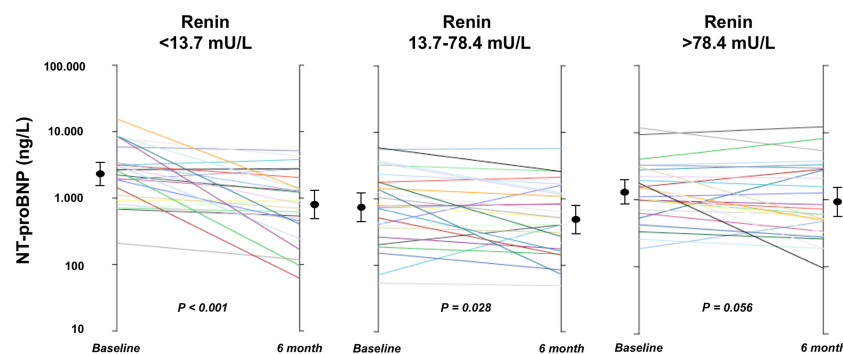 Renin
<13.7 mU/L
Renin
13.7-78.4 mU/L
Renin
>78.4 mU/L
NT-proBNP (ng/L)
100.000
10.000
1.000
100
10
P < 0.001
P = 0.028
P = 0.056
Baseline
6 month
Baseline
6 month
Baseline
6 month